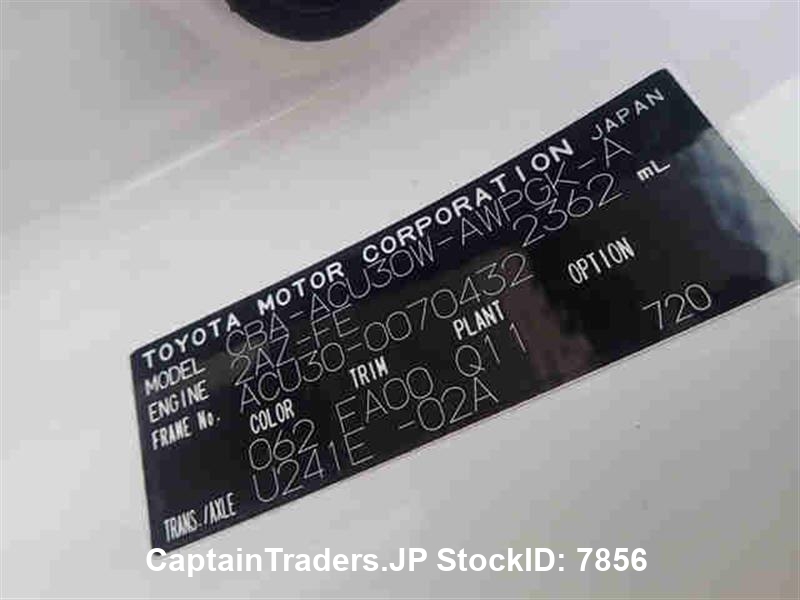 TOYOTA MOTOR CORPORATION JAPAN
MODEL CBA-ACU30W-AWPGK-A
ENGINE 2AZ-FE 2362 mL
FRAME No. ACU30-0070432
COLOR TRIM PLANT OPTION
062 FA00 Q11 720
TRANS./AXLE U241E -02A
CaptainTraders.JP StockID: 7856